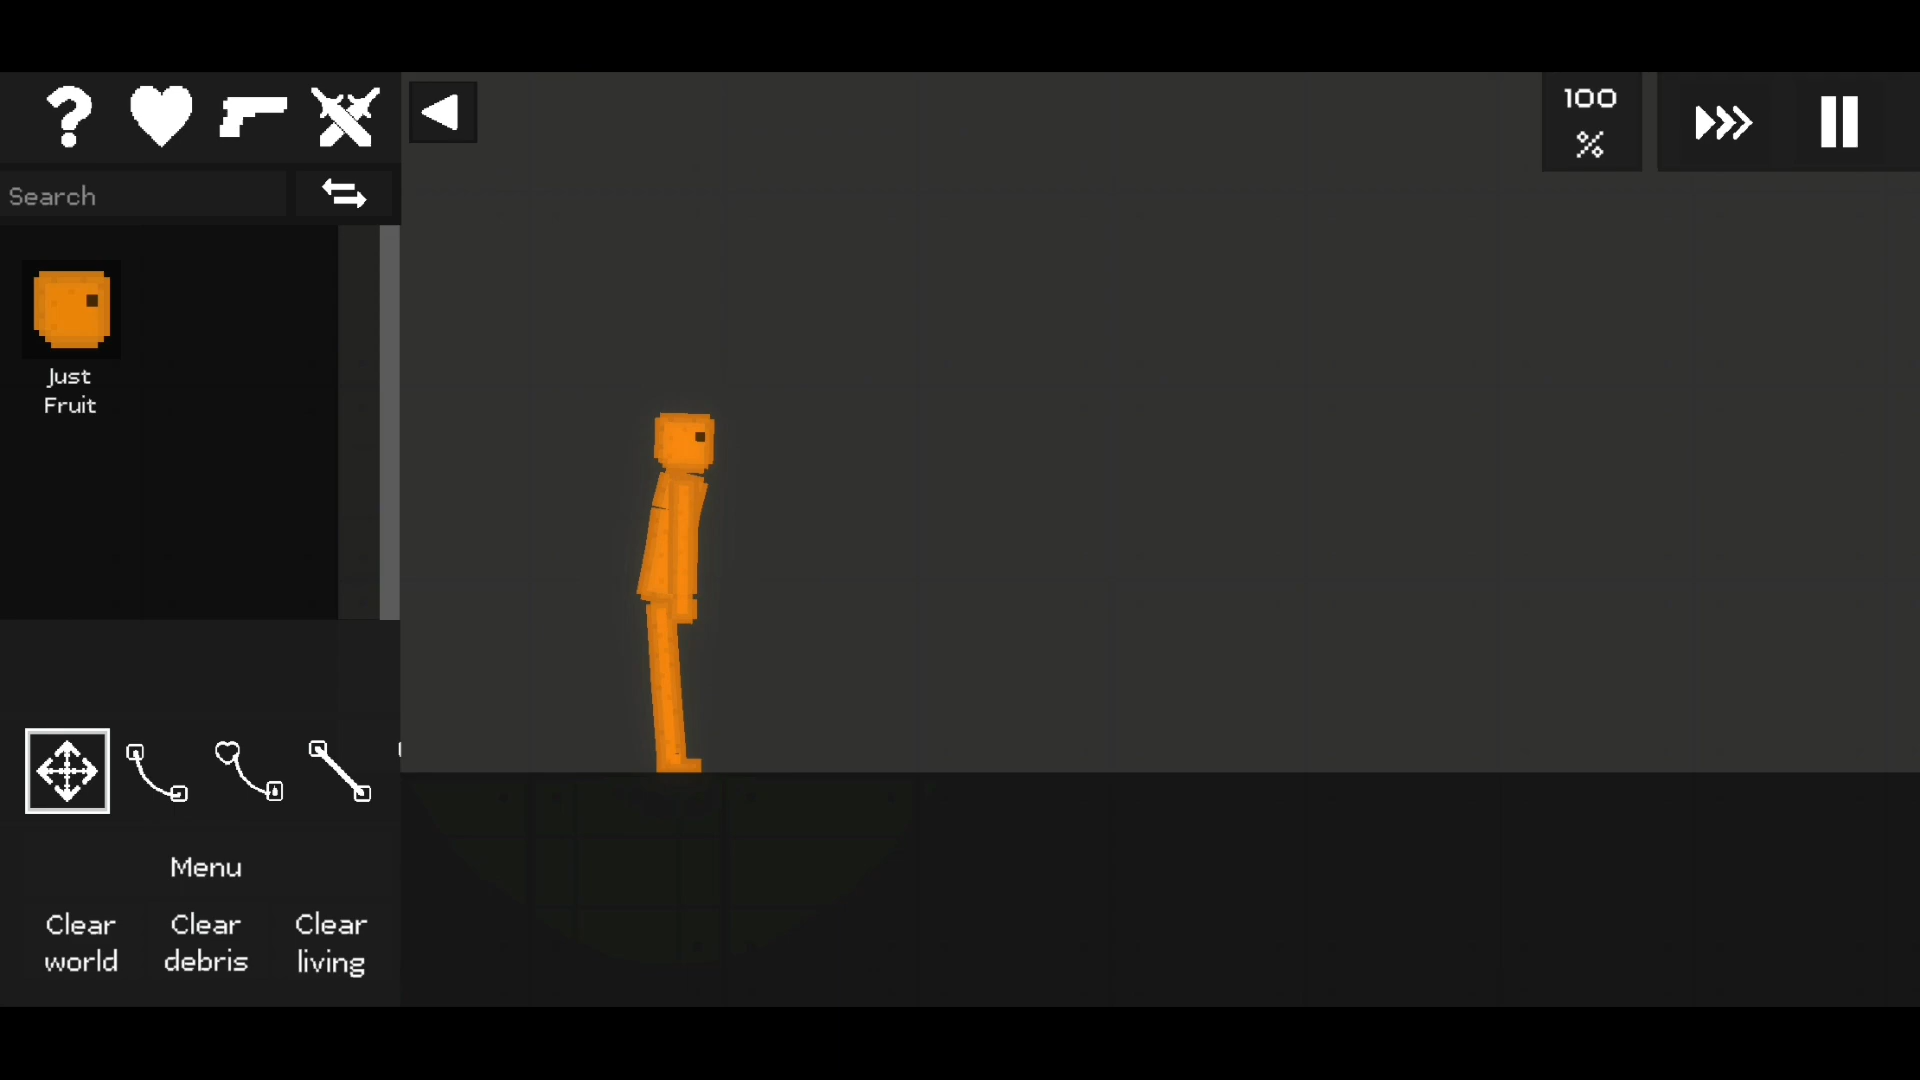 ?
100
%
Search
Just
Fruit
Menu
Clear
world
Clear
debris
Clear
living